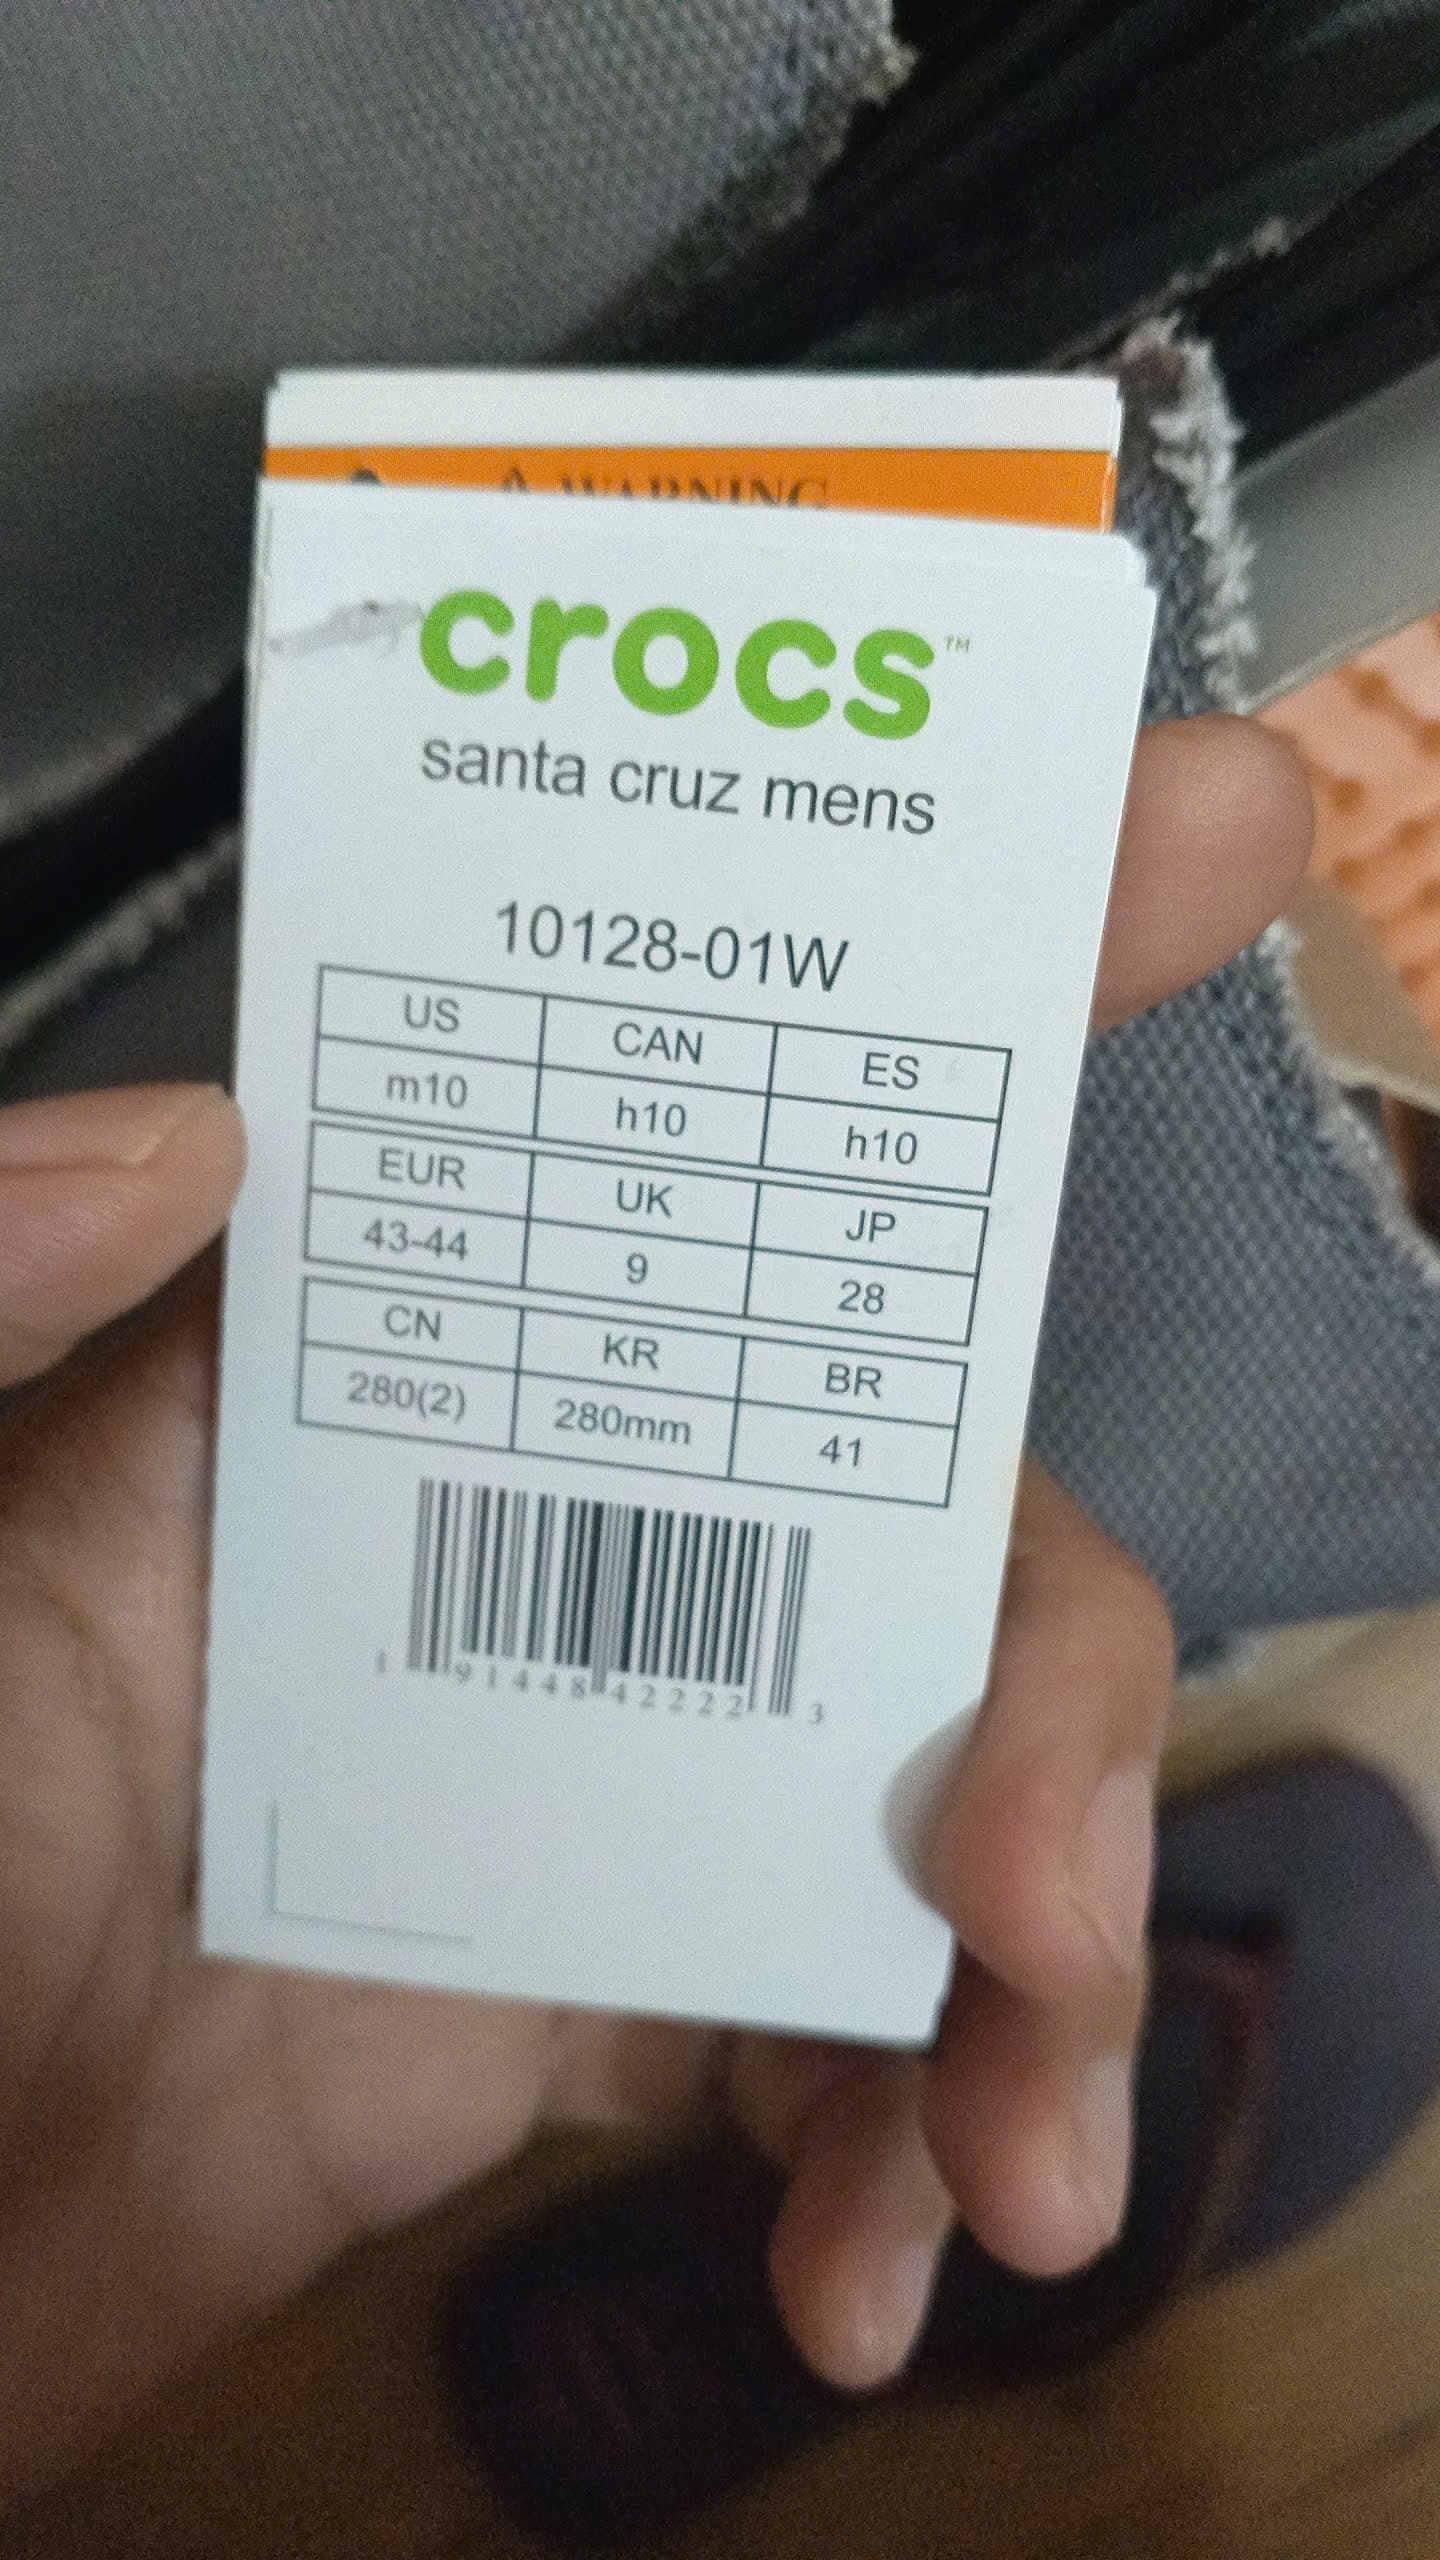 WARNING
crocs™
santa cruz mens
10128-01W
US CAN ES
m10 h10 h10
EUR UK JP
43-44 9 28
CN KR BR
280(2) 280mm 41
1 91448 42222 3